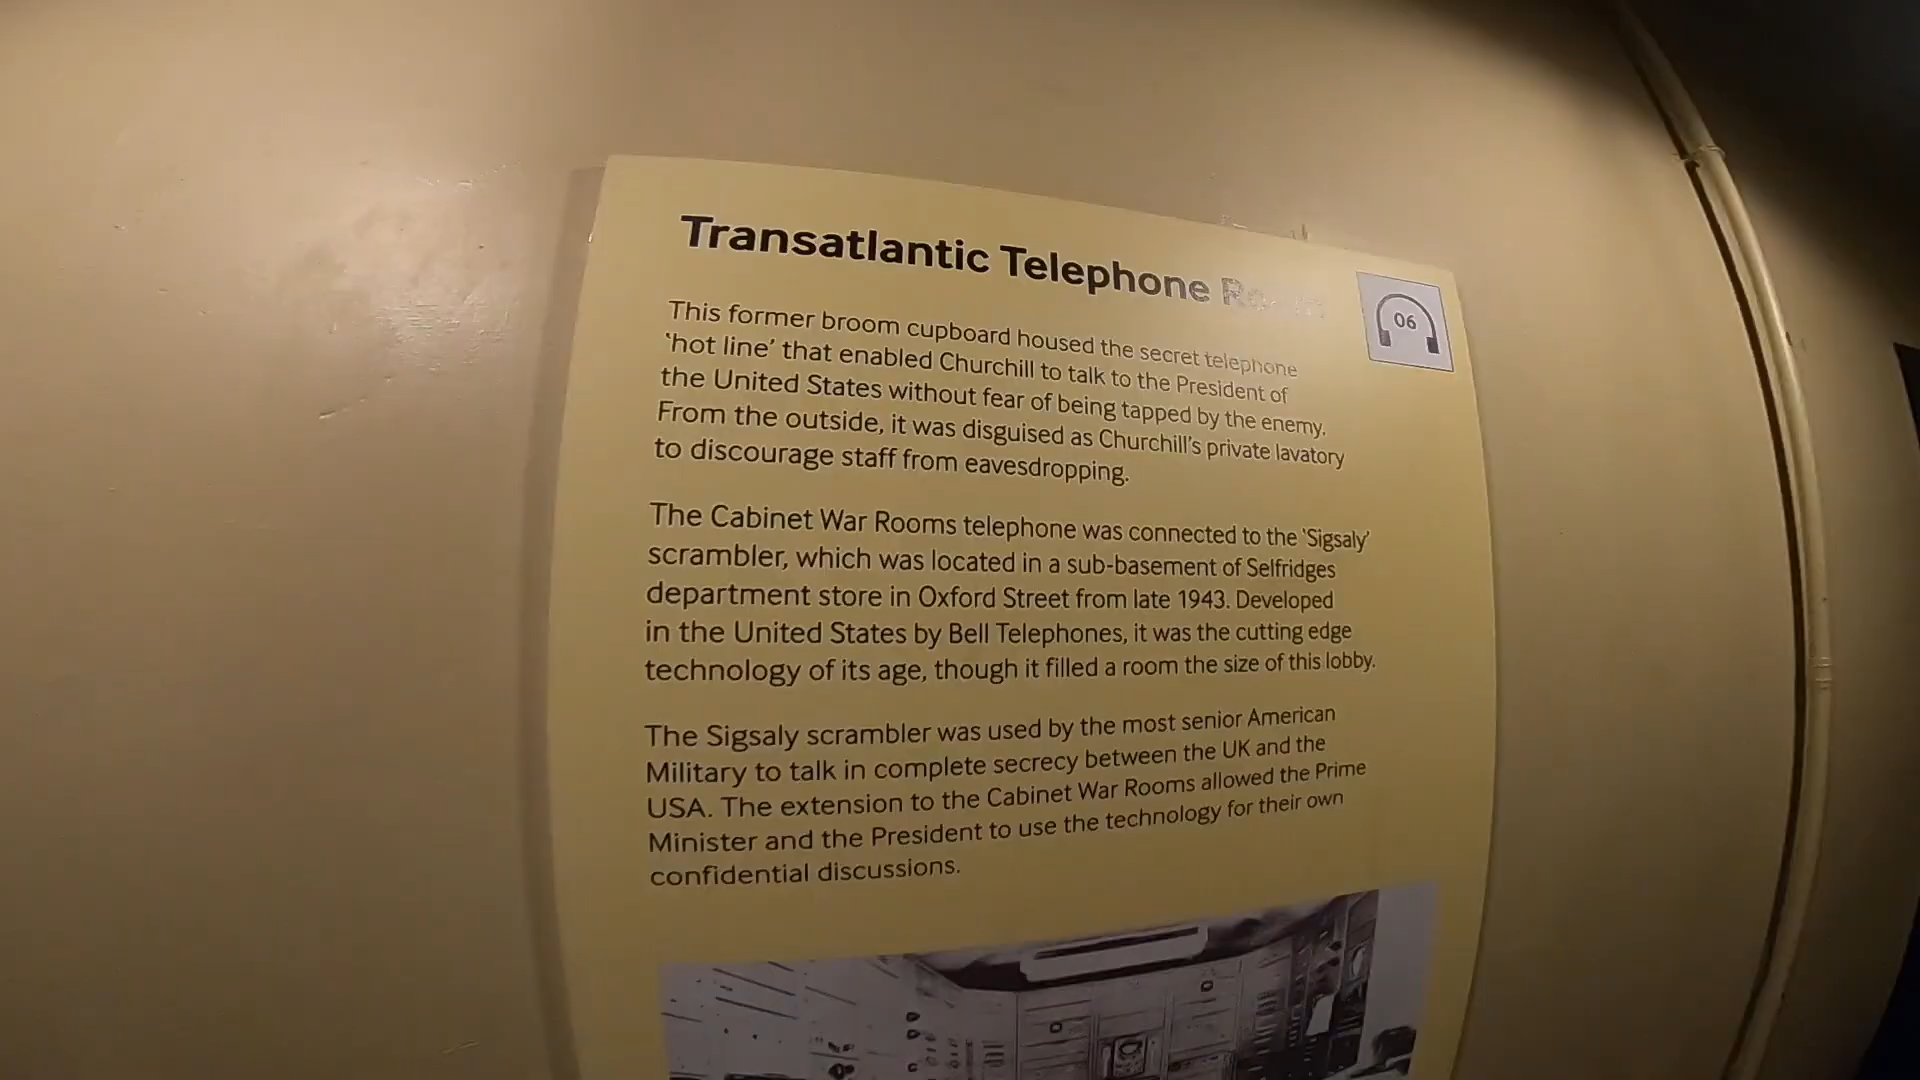 Transatlantic Telephone Room
06
This former broom cupboard housed the secret telephone
‘hot line’ that enabled Churchill to talk to the President of
the United States without fear of being tapped by the enemy.
From the outside, it was disguised as Churchill’s private lavatory
to discourage staff from eavesdropping.
The Cabinet War Rooms telephone was connected to the ‘Sigsaly’
scrambler, which was located in a sub-basement of Selfridges
department store in Oxford Street from late 1943. Developed
in the United States by Bell Telephones, it was the cutting edge
technology of its age, though it filled a room the size of this lobby.
The Sigsaly scrambler was used by the most senior American
Military to talk in complete secrecy between the UK and the
USA. The extension to the Cabinet War Rooms allowed the Prime
Minister and the President to use the technology for their own
confidential discussions.